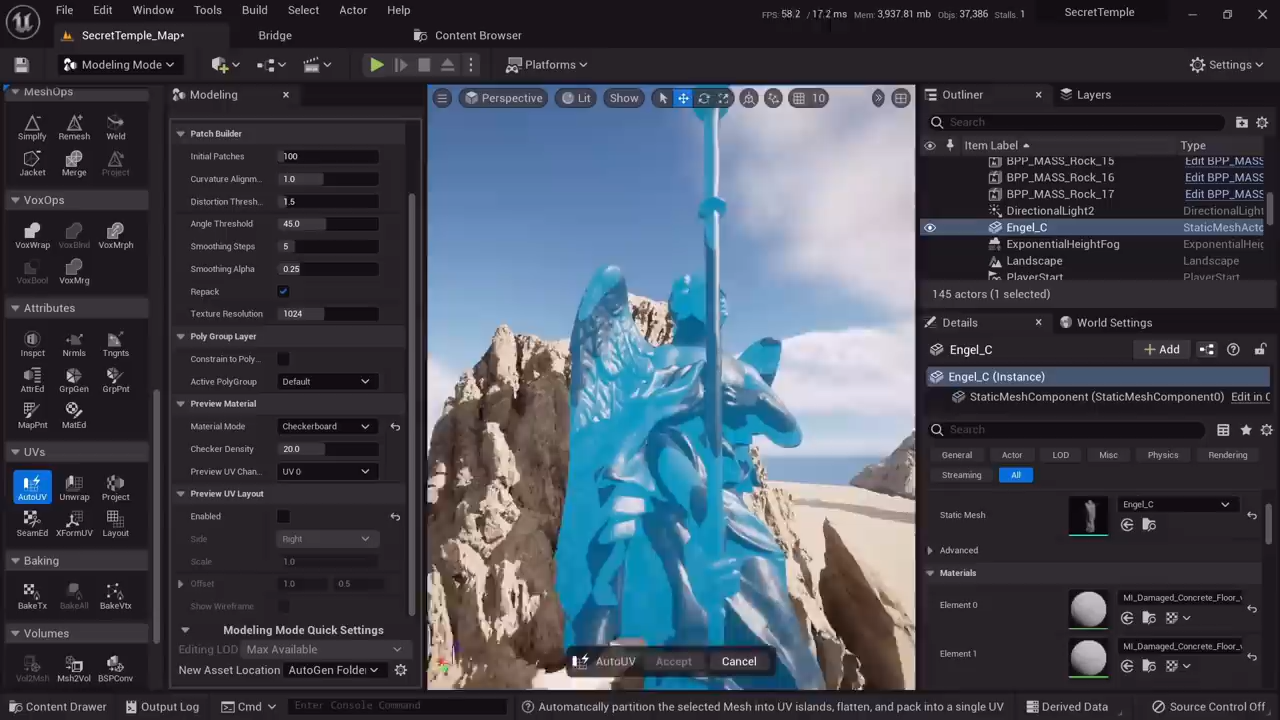 File Edit Window Tools Build Select Actor Help
FPS: 58.2 / 17.2 ms Mem: 3,937.81 mb Objs: 37,386 Stalls: 1
SecretTemple
SecretTemple_Map*
Bridge
Content Browser
Modeling Mode
Platforms
Settings
MeshOps
Simplfy Remesh Weld
Jacket Merge Project
VoxOps
VoxWrap VoxBlnd VoxMrph
VoxBool VoxMrg
Attributes
Inspct Nrmls Tngnts
AttrEd GrpGen GrpPnt
MapPnt MatEd
UVs
AutoUV Unwrap Project
SeamEd XFormUV Layout
Baking
BakeTx BakeAll BakeVtx
Volumes
Vol2Msh Msh2Vol BSPConv
Modeling
Patch Builder
Initial Patches 100
Curvature Alignm... 1.0
Distortion Thresh... 1.5
Angle Threshold 45.0
Smoothing Steps 5
Smoothing Alpha 0.25
Repack
Texture Resolution 1024
Poly Group Layer
Constrain to Poly...
Active PolyGroup Default
Preview Material
Material Mode Checkerboard
Checker Density 20.0
Preview UV Chan... UV 0
Preview UV Layout
Enabled
Side Right
Scale 1.0
Offset 1.0 0.5
Show Wireframe
Modeling Mode Quick Settings
Editing LOD Max Available
New Asset Location AutoGen Folder
Perspective Lit Show 10
AutoUV Accept Cancel
Outliner Layers
Search
Item Label Type
BPP_MASS_Rock_15 Edit BPP_MASS
BPP_MASS_Rock_16 Edit BPP_MASS
BPP_MASS_Rock_17 Edit BPP_MASS
DirectionalLight2 DirectionalLight
Engel_C StaticMeshActo
ExponentialHeightFog ExponentialHeig
Landscape Landscape
PlayerStart PlayerStart
145 actors (1 selected)
Details World Settings
Engel_C Add
Engel_C (Instance)
StaticMeshComponent (StaticMeshComponent0) Edit in C
Search
General Actor LOD Misc Physics Rendering
Streaming All
Static Mesh Engel_C
Advanced
Materials
Element 0 MI_Damaged_Concrete_Floor_v
Element 1 MI_Damaged_Concrete_Floor_v
Content Drawer Output Log Cmd Enter Console Command
Automatically partition the selected Mesh into UV islands, flatten, and pack into a single UV
Derived Data Source Control Off